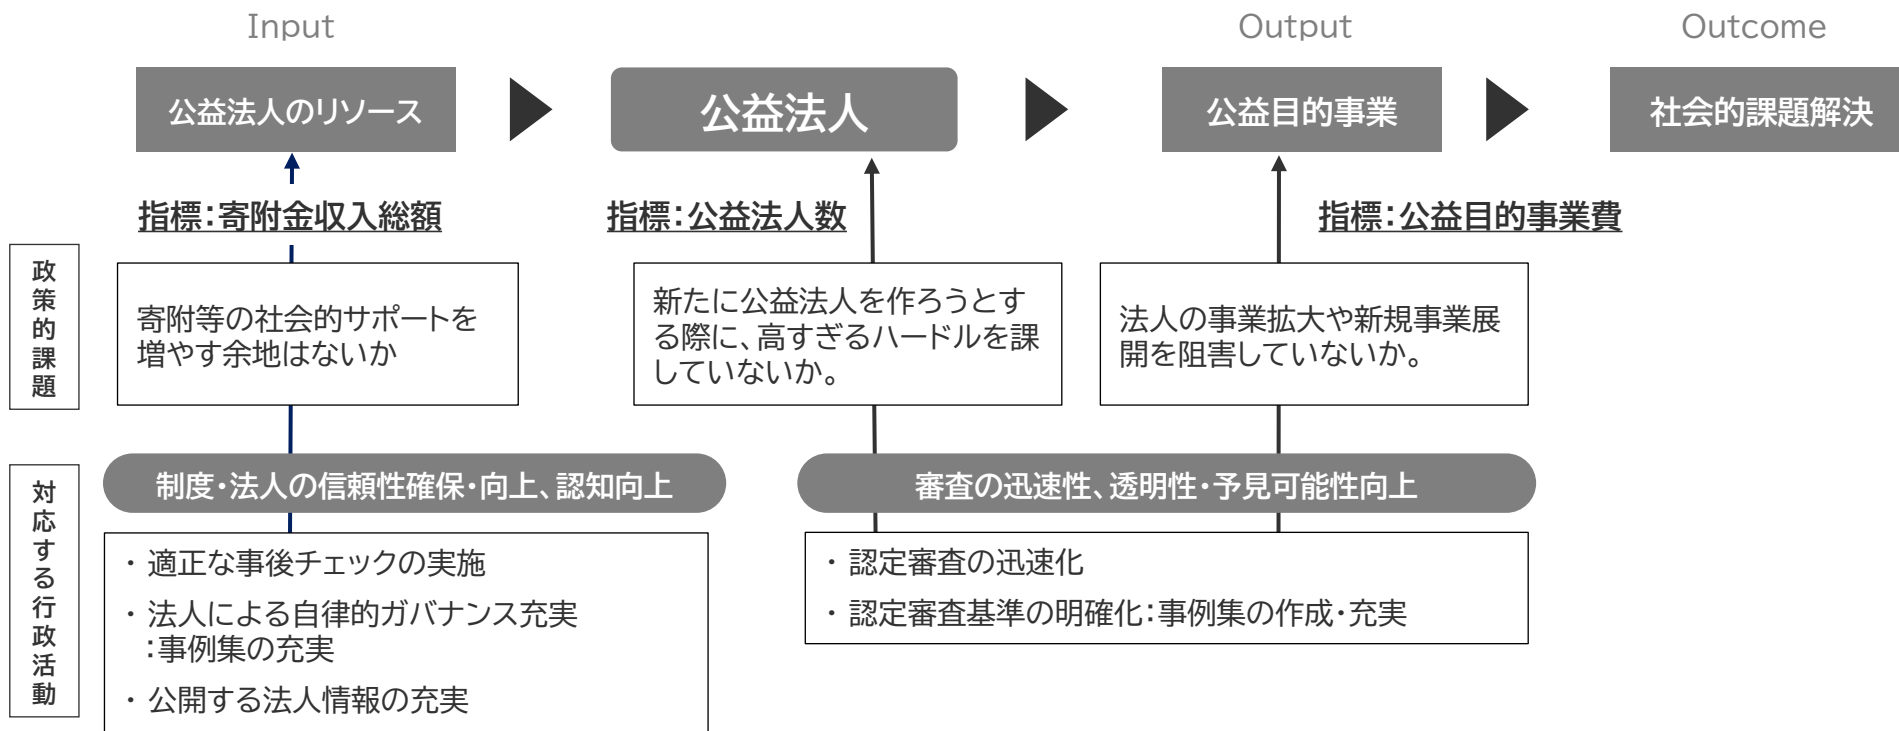 Input
Output
Outcome
公益法人のリソース
公益法人
公益目的事業
社会的課題解決
指標：寄附金収入総額
指標：公益法人数
指標：公益目的事業費
政策的課題
寄附等の社会的サポートを
増やす余地はないか
新たに公益法人を作ろうとす
る際に、高すぎるハードルを課
していないか。
法人の事業拡大や新規事業展
開を阻害していないか。
対応する行政活動
制度・法人の信頼性確保・向上、認知向上
・ 適正な事後チェックの実施
・ 法人による自律的ガバナンス充実
：事例集の充実
・ 公開する法人情報の充実
審査の迅速性、透明性・予見可能性向上
・ 認定審査の迅速化
・ 認定審査基準の明確化：事例集の作成・充実